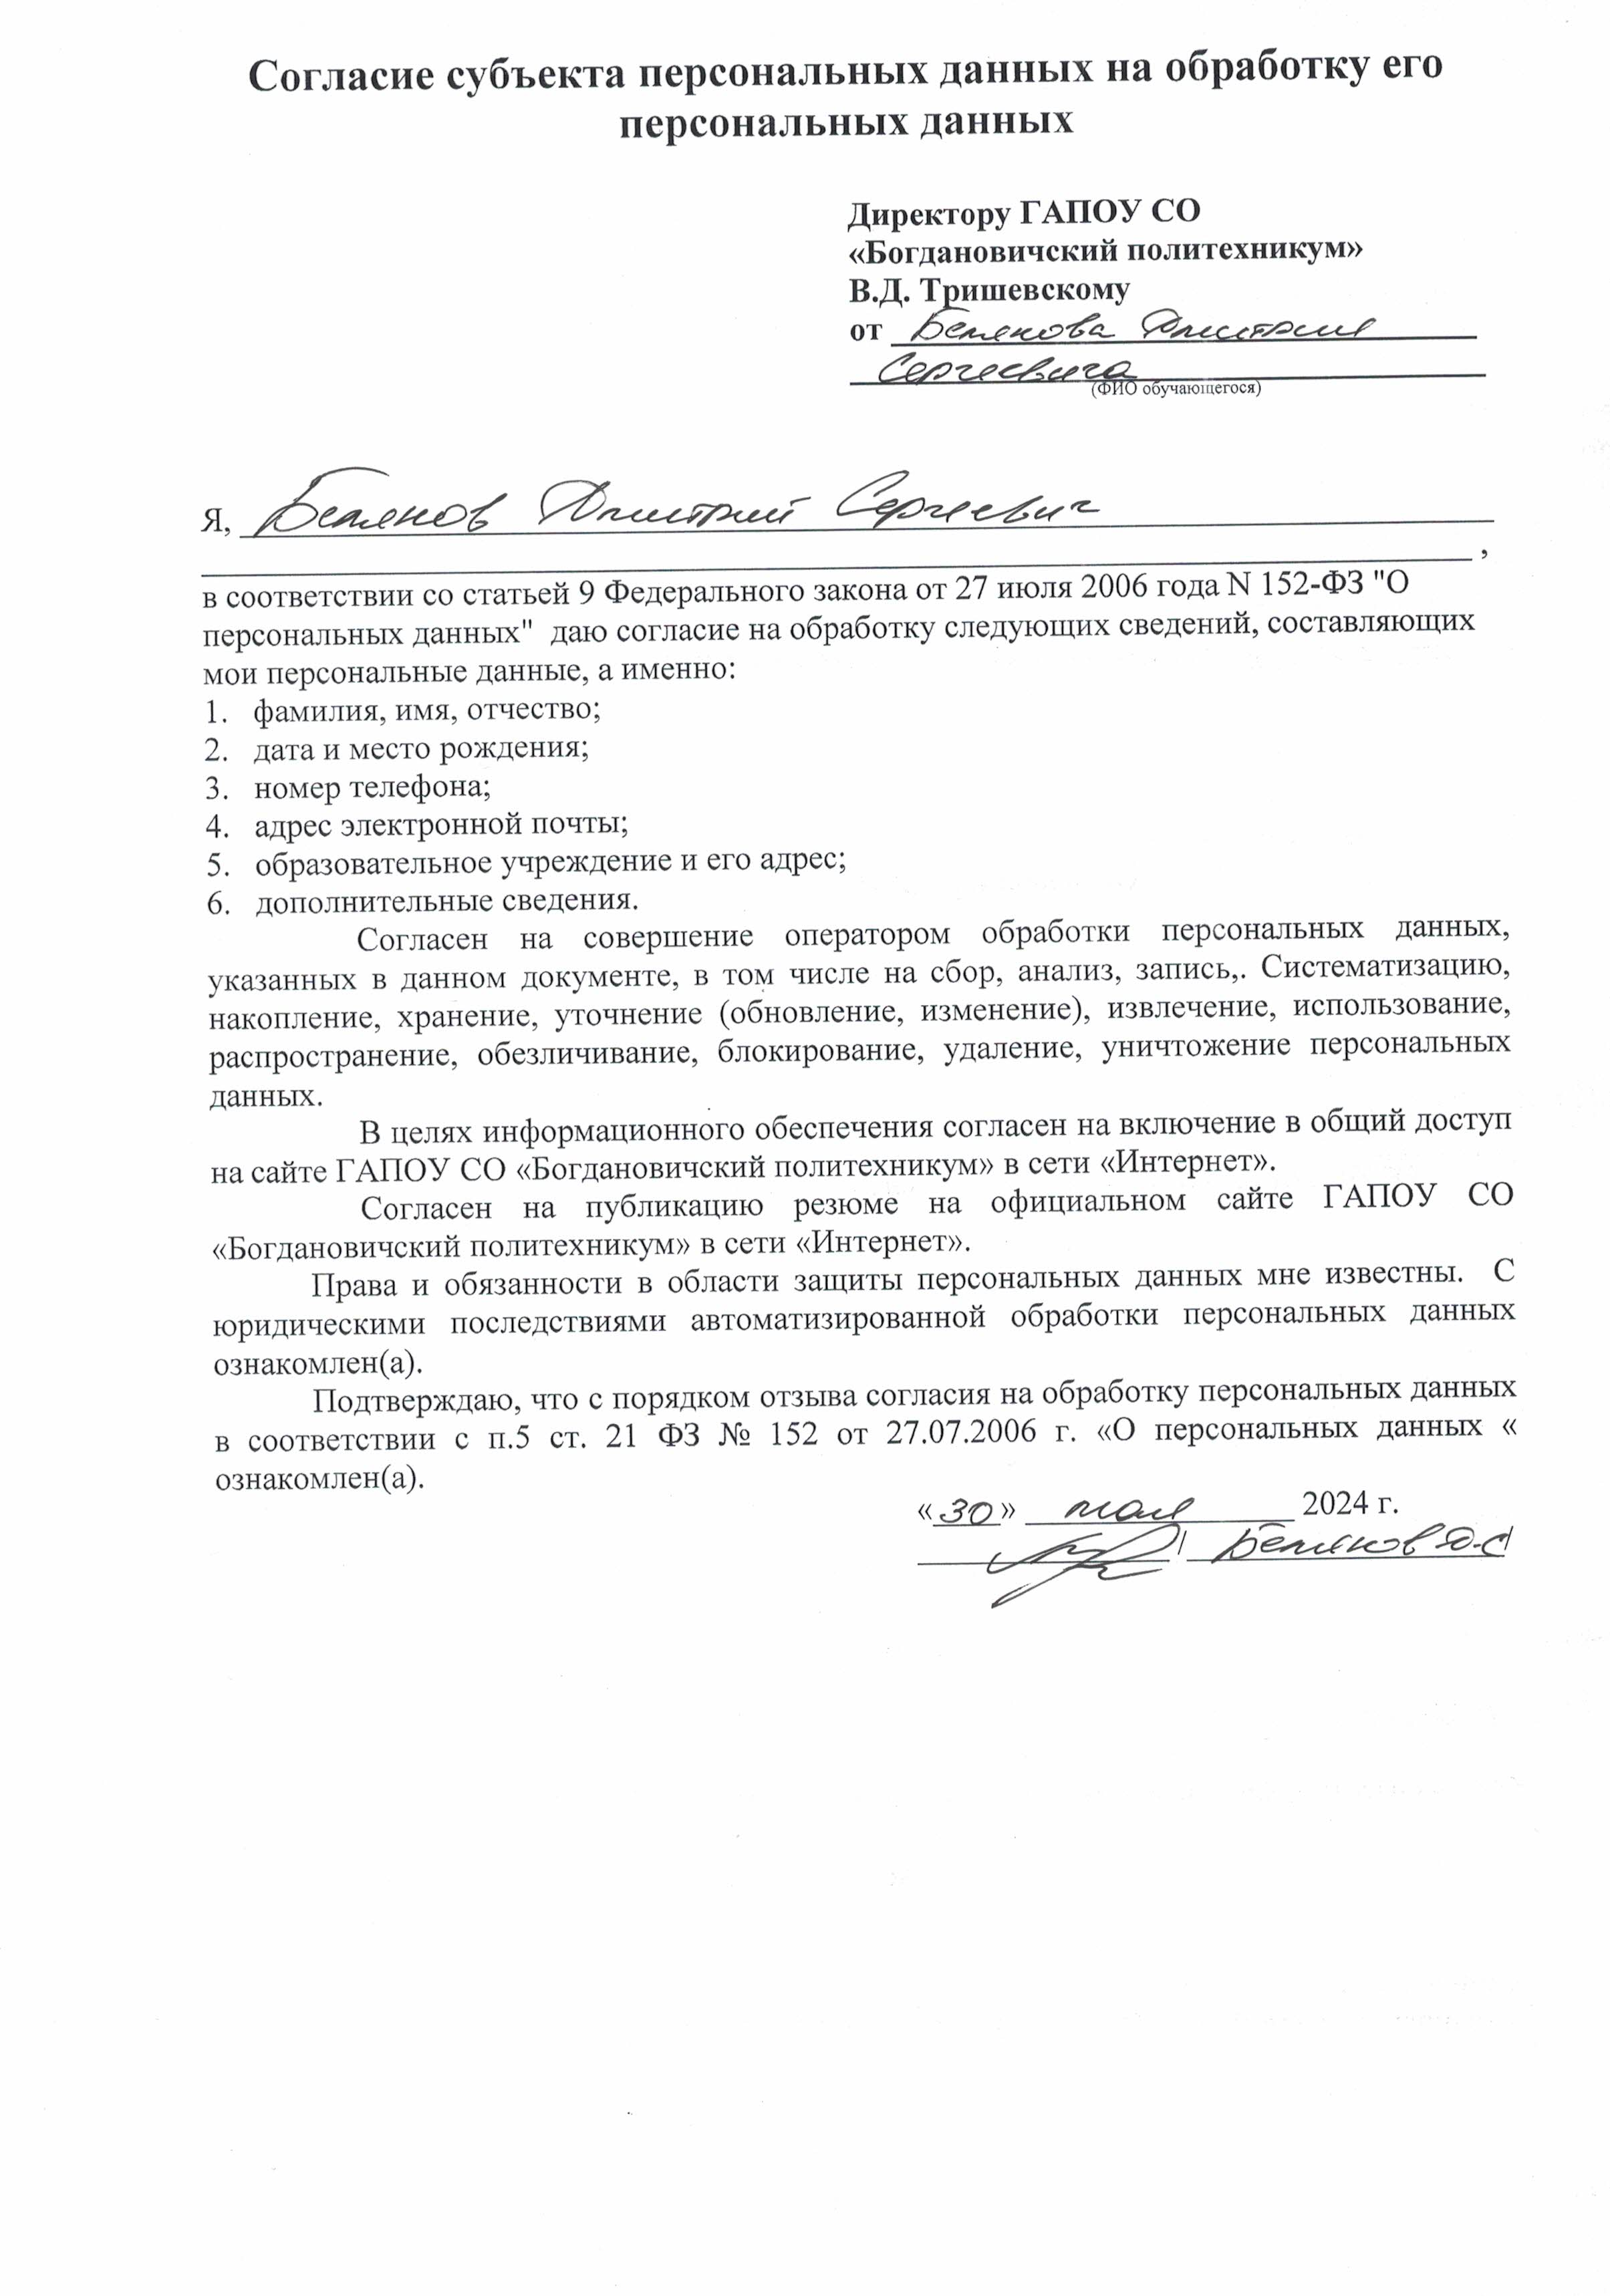 Согласие субъекта персональных данных на обработку его
персональных данных
Директору ГАПОУ СО
«Богдановичский политехникум»
В.Д. Тришевскому
от Белянова Дмитрия
Сергеевича
(ФИО обучающегося)
Я, Белянов Дмитрий Сергеевич
,
в соответствии со статьей 9 Федерального закона от 27 июля 2006 года N 152-ФЗ "О
персональных данных" даю согласие на обработку следующих сведений, составляющих
мои персональные данные, а именно:
1. фамилия, имя, отчество;
2. дата и место рождения;
3. номер телефона;
4. адрес электронной почты;
5. образовательное учреждение и его адрес;
6. дополнительные сведения.
Согласен на совершение оператором обработки персональных данных,
указанных в данном документе, в том числе на сбор, анализ, запись,. Систематизацию,
накопление, хранение, уточнение (обновление, изменение), извлечение, использование,
распространение, обезличивание, блокирование, удаление, уничтожение персональных
данных.
В целях информационного обеспечения согласен на включение в общий доступ
на сайте ГАПОУ СО «Богдановичский политехникум» в сети «Интернет».
Согласен на публикацию резюме на официальном сайте ГАПОУ СО
«Богдановичский политехникум» в сети «Интернет».
Права и обязанности в области защиты персональных данных мне известны. С
юридическими последствиями автоматизированной обработки персональных данных
ознакомлен(а).
Подтверждаю, что с порядком отзыва согласия на обработку персональных данных
в соответствии с п.5 ст. 21 ФЗ № 152 от 27.07.2006 г. «О персональных данных «
ознакомлен(а).
«30» мая 2024 г.
/ Белянов Д.С/